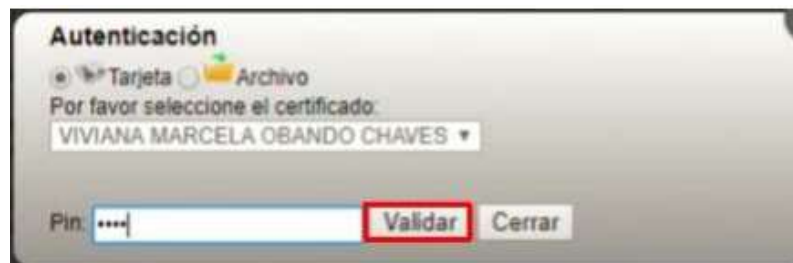 Autenticación
Tarjeta Archivo
Por favor seleccione el certificado:
VIVIANA MARCELA OBANDO CHAVES
Pin: •••• Validar Cerrar